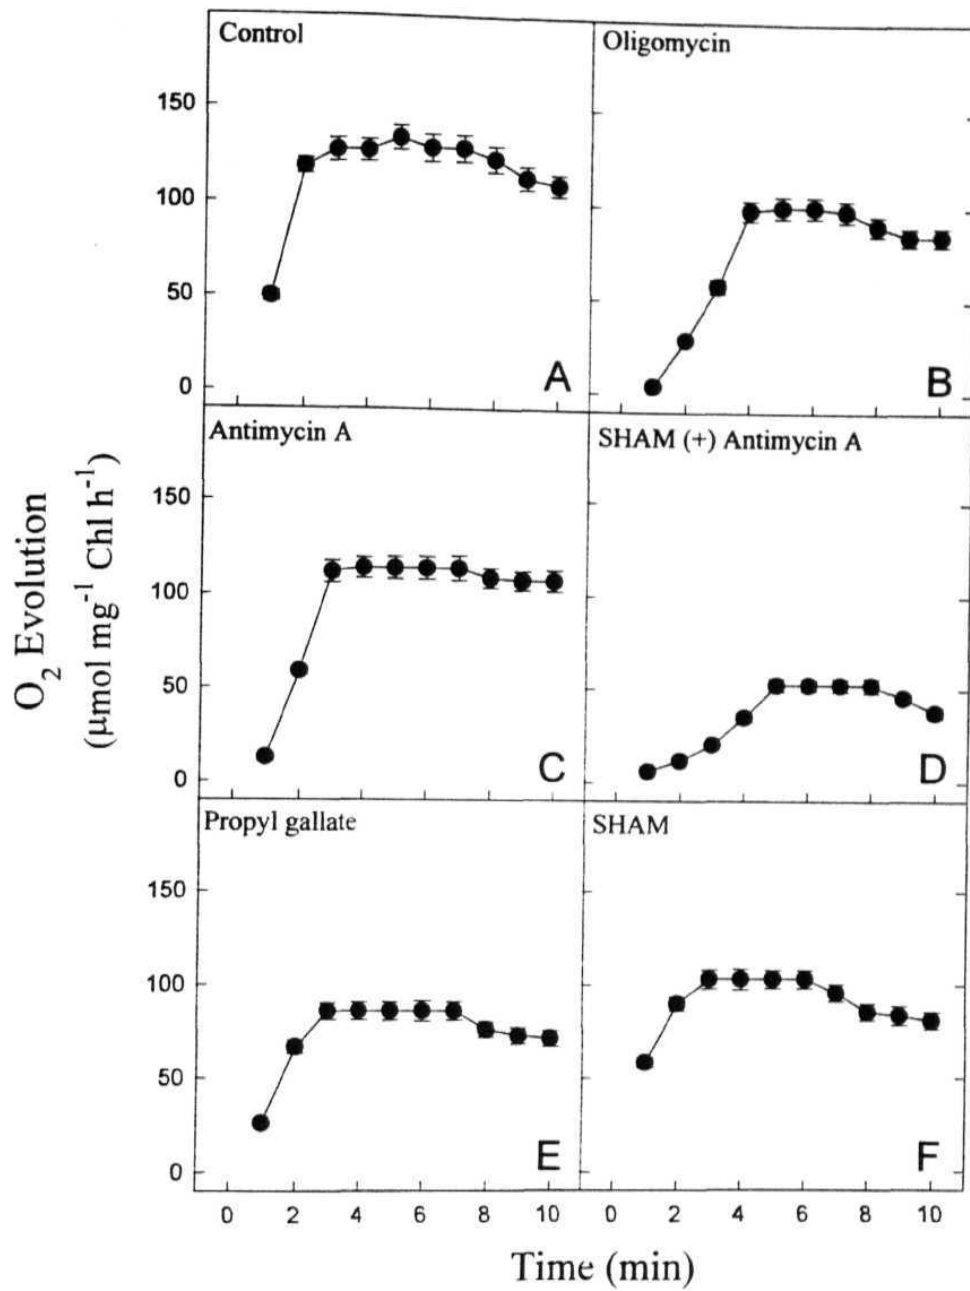 Control
150
100
50
0
A
Oligomycin
B
Antimycin A
150
100
50
0
C
SHAM (+) Antimycin A
D
O₂ Evolution
(μmol mg⁻¹ Chl h⁻¹)
Propyl gallate
150
100
50
0
E
0 2 4 6 8 10
SHAM
F
0 2 4 6 8 10
Time (min)